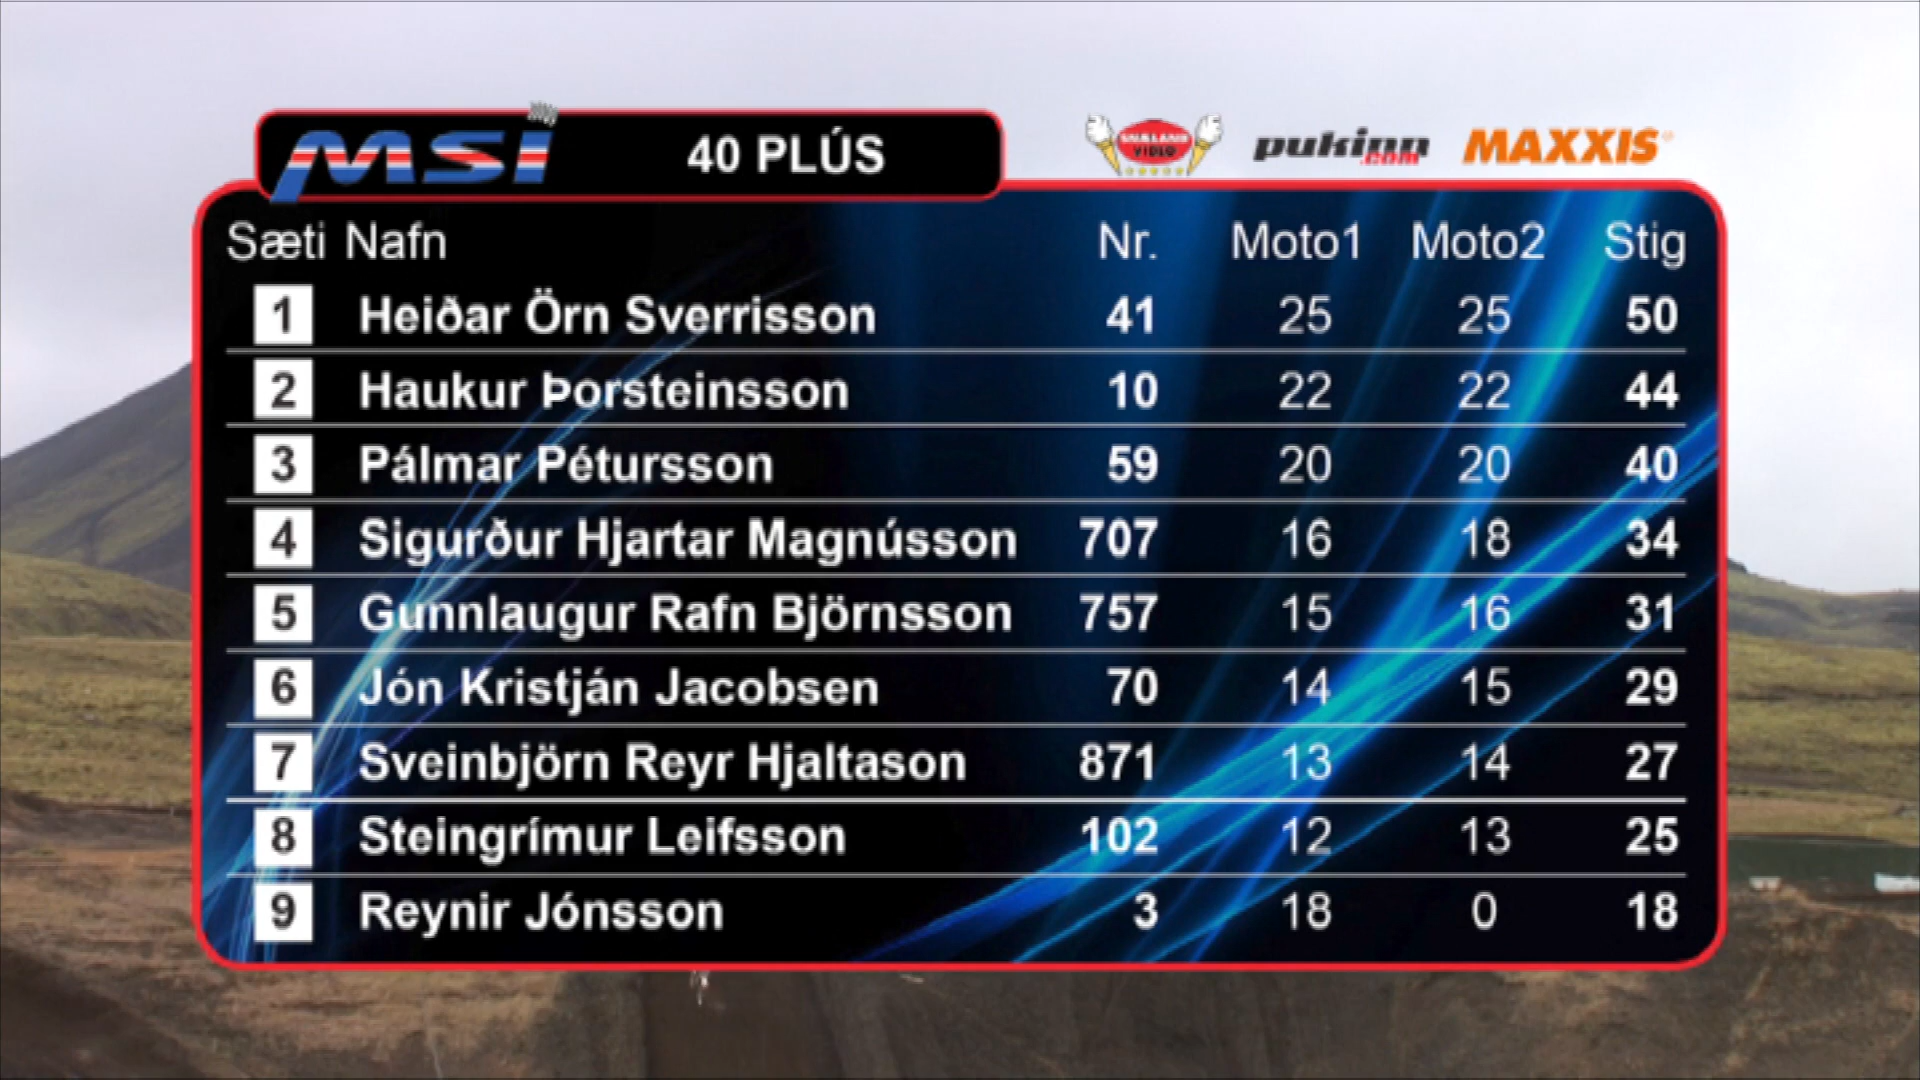 MSÍ 40 PLÚS VIDEO pukinn .com MAXXIS
Sæti Nafn Nr. Moto1 Moto2 Stig
1 Heiðar Örn Sverrisson 41 25 25 50
2 Haukur Þorsteinsson 10 22 22 44
3 Pálmar Pétursson 59 20 20 40
4 Sigurður Hjartar Magnússon 707 16 18 34
5 Gunnlaugur Rafn Björnsson 757 15 16 31
6 Jón Kristján Jacobsen 70 14 15 29
7 Sveinbjörn Reyr Hjaltason 871 13 14 27
8 Steingrímur Leifsson 102 12 13 25
9 Reynir Jónsson 3 18 0 18